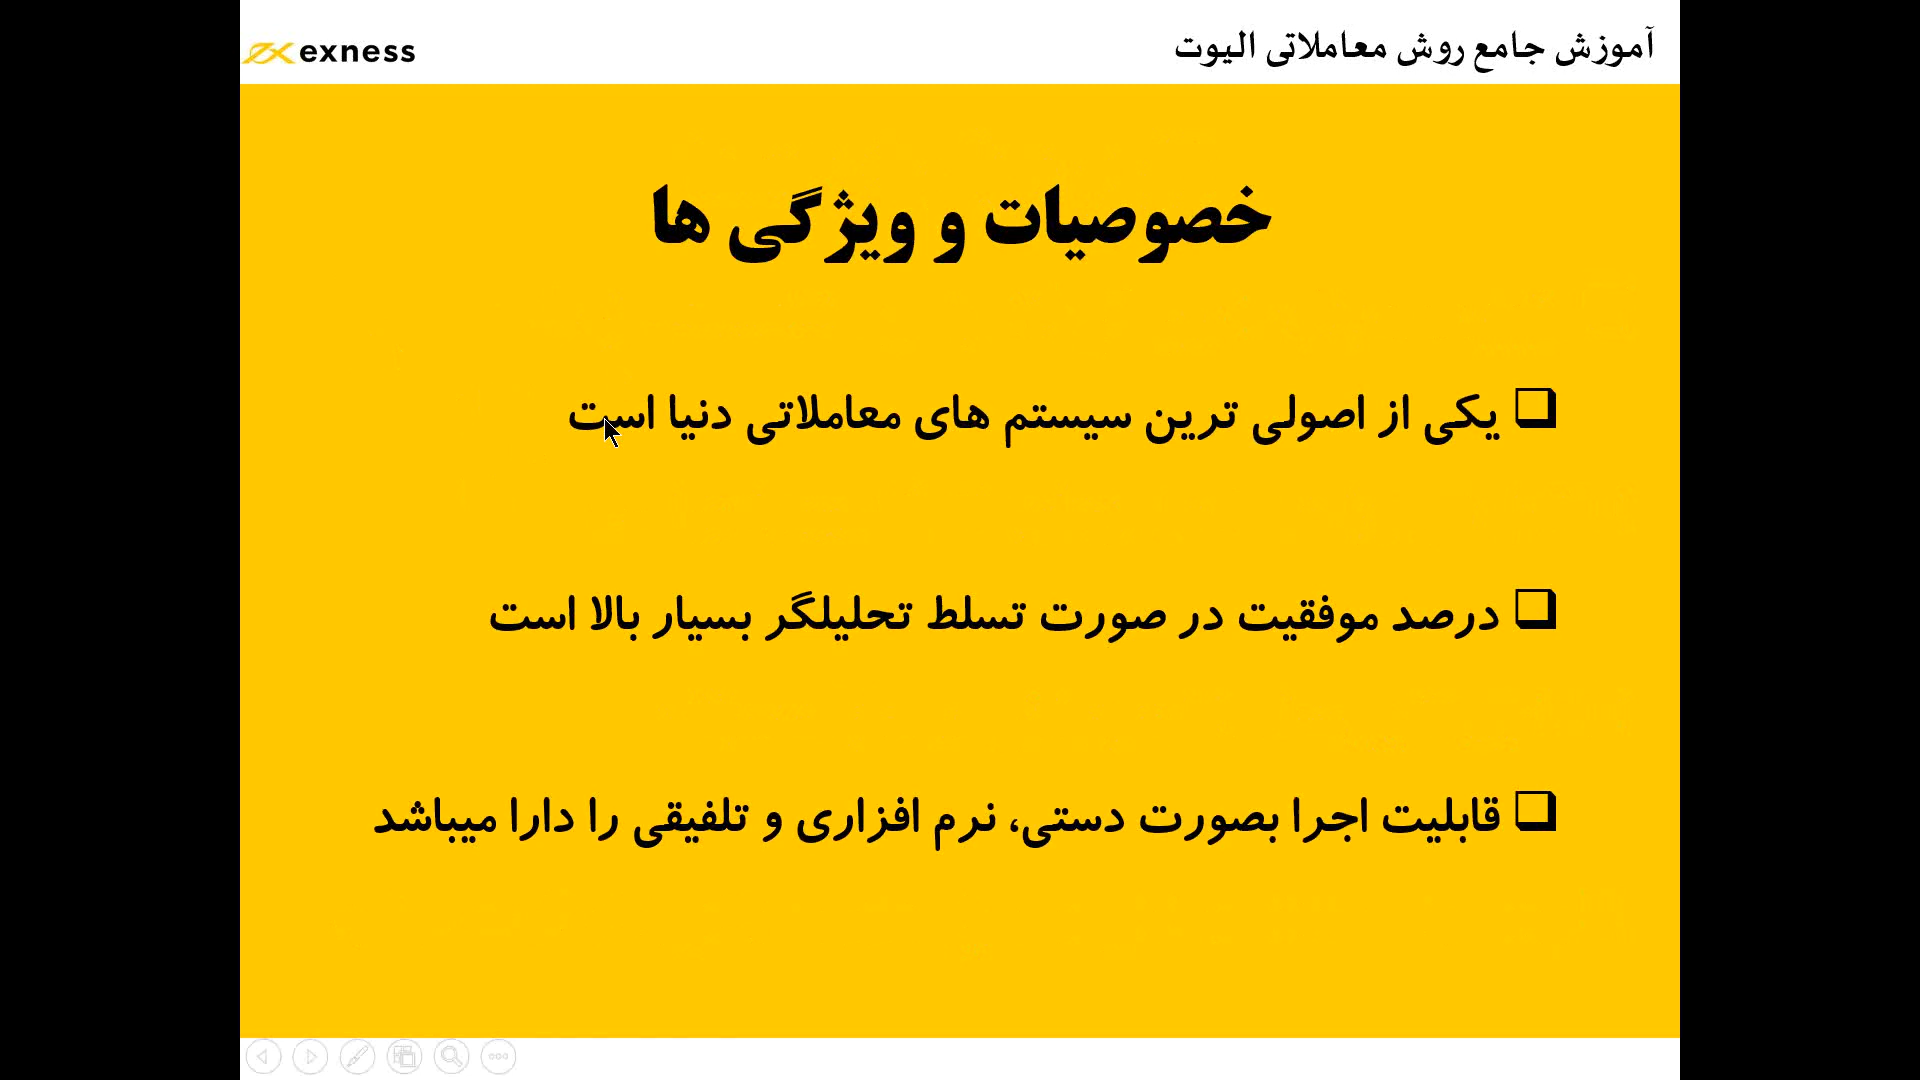 آموزش جامع روش معاملاتی الیوت
exness
خصوصیات و ویژگی ها
یکی از اصولی ترین سیستم های معاملاتی دنیا است
درصد موفقیت در صورت تسلط تحلیلگر بسیار بالا است
قابلیت اجرا بصورت دستی، نرم افزاری و تلفیقی را دارا میباشد